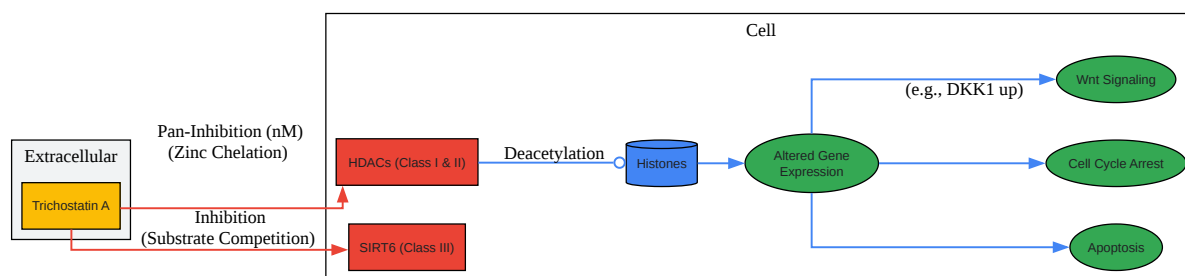 Cell
Wnt Signaling
(e.g., DKK1 up)
Pan-Inhibition (nM)
(Zinc Chelation)
Extracellular
HDACs (Class I & II)
Deacetylation
Histones
Altered Gene
Expression
Cell Cycle Arrest
Trichostatin A
Inhibition
(Substrate Competition)
SIRT6 (Class III)
Apoptosis